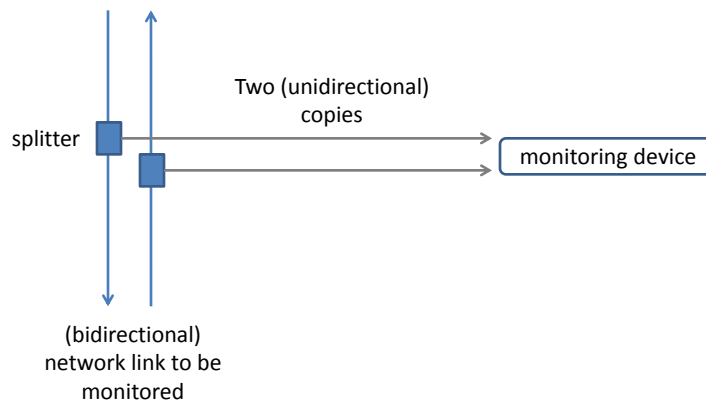 Two (unidirectional)
copies
splitter
monitoring device
(bidirectional)
network link to be
monitored